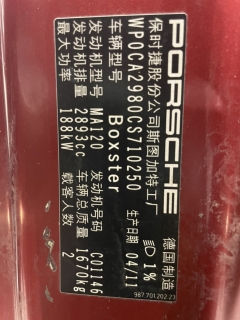 PORSCHE 德国制造
保时捷股份公司斯图加特工厂
WP0CA2980CS710250 1%
车辆型号 Boxster 生产日期 04/11
发动机型号 MA120 发动机号码 C01146
发动机排量 2893cc 车辆总质量 1670kg
最大功率 188kW 载客人数 2
987.701.202.23